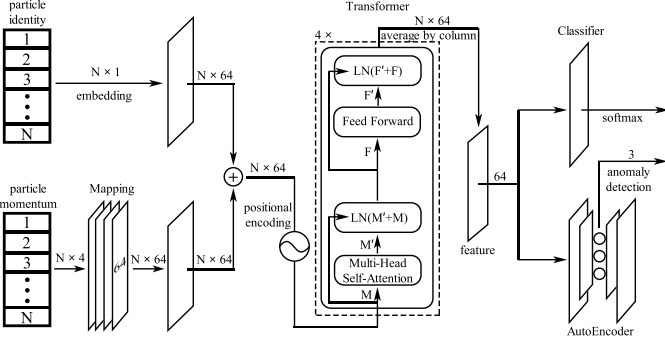 particle
identity
1
2
3
N
N × 1
embedding
N × 64
particle
momentum
1
2
3
N
N × 4
Mapping
64
N × 64
N × 64
N × 64
positional
encoding
Transformer
4 ×
N × 64
average by column
LN(F′+F)
F′
Feed Forward
F
LN(M′+M)
M′
Multi-Head
Self-Attention
M
feature
64
Classifier
softmax
3
anomaly
detection
AutoEncoder